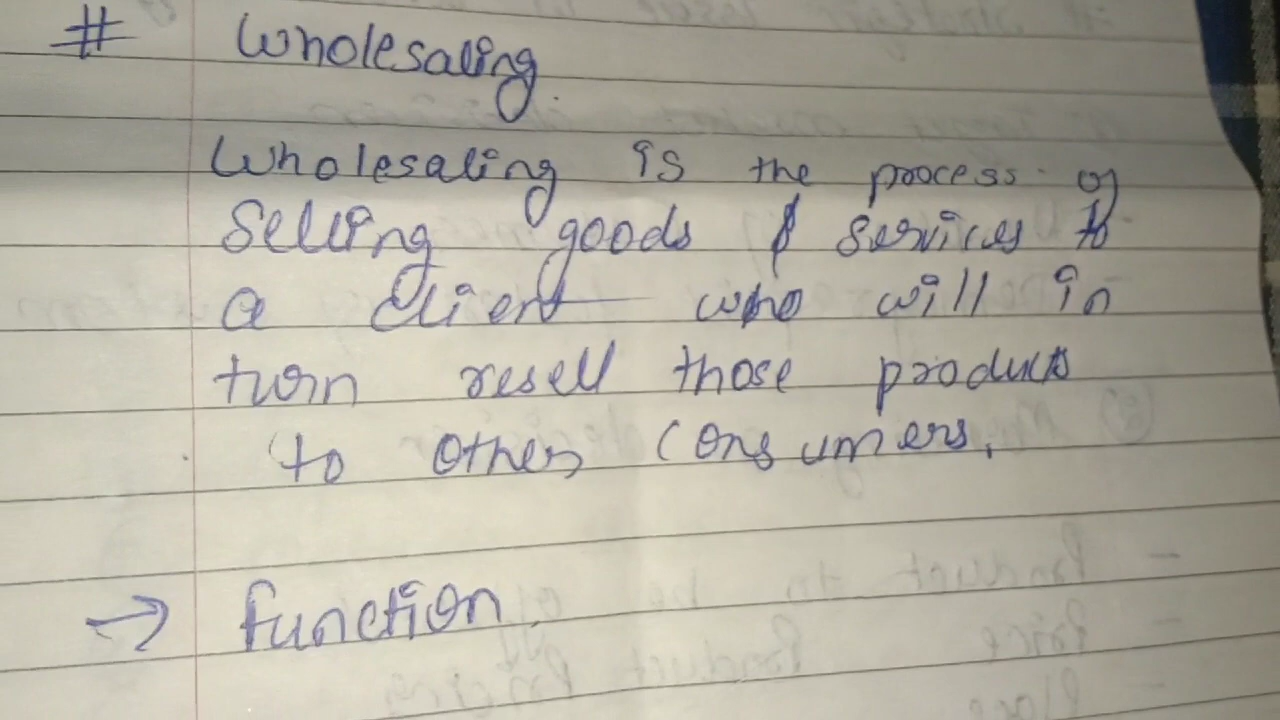 # Wholesaling
Wholesaling is the process of
Selling goods & services to
a client who will in
turn resell those products
to other consumers.
→ function